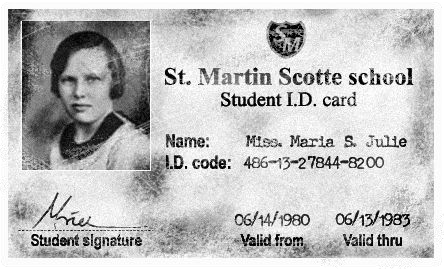 SM
St. Martin Scotte school
Student I.D. card
Name: Miss. Maria S. Julie
I.D. code: 486-13-27844-8200
06/14/1980 06/13/1983
Student signature Valid from Valid thru